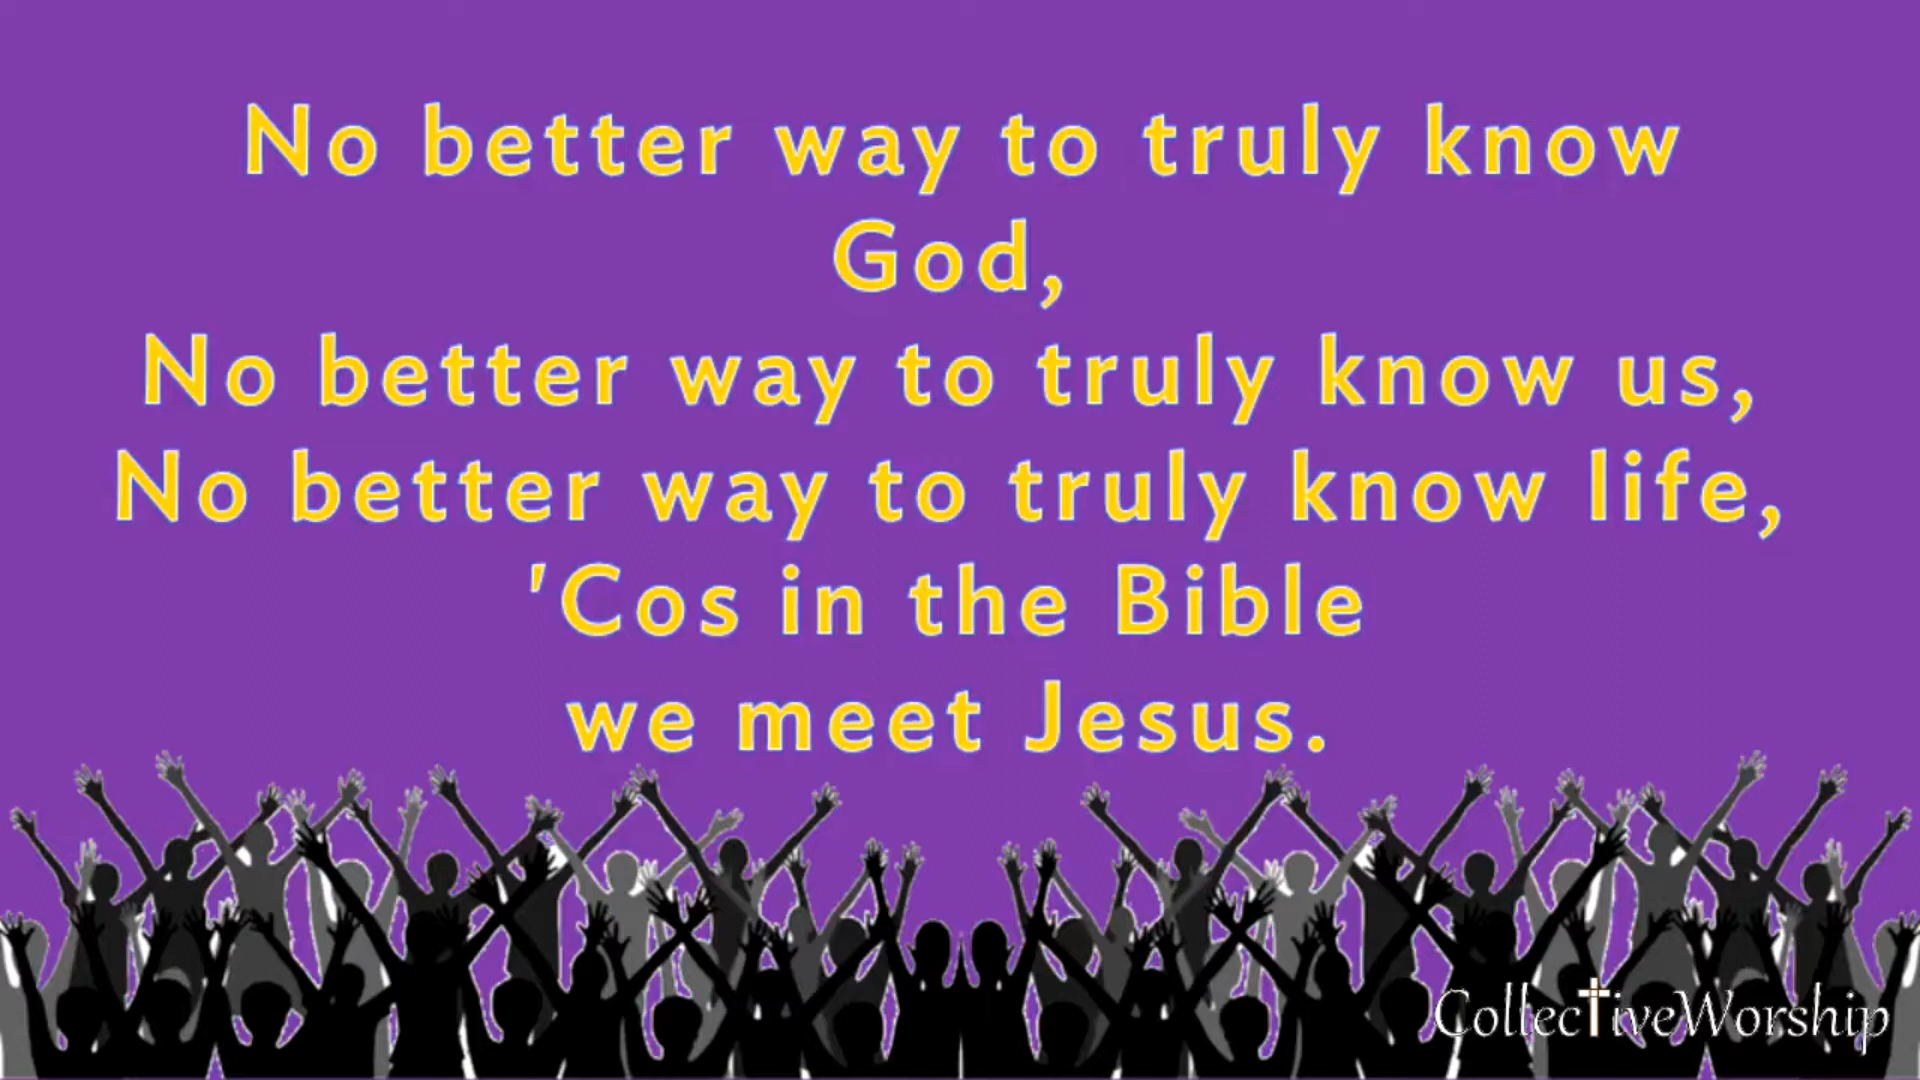 No better way to truly know
God,
No better way to truly know us,
No better way to truly know life,
'Cos in the Bible
we meet Jesus.
CollectiveWorship